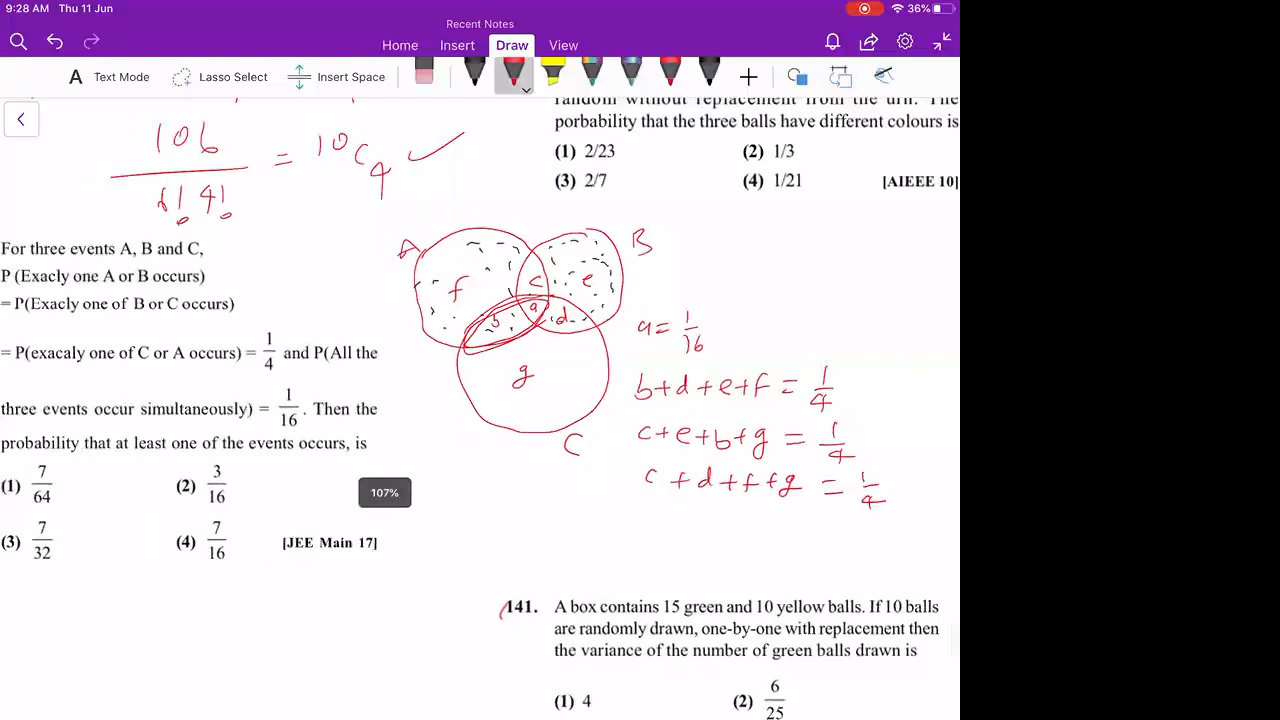 9:28 AM Thu 11 Jun
36%
Recent Notes
Home Insert Draw View
A Text Mode Lasso Select Insert Space
random without replacement from the urn. The
porbability that the three balls have different colours is
(1) 2/23 (2) 1/3
(3) 2/7 (4) 1/21 [AIEEE 10]
10!
6! 4!
= 10C4
For three events A, B and C,
P (Exacly one A or B occurs)
= P(Exacly one of B or C occurs)
= P(exacaly one of C or A occurs) = 1/4 and P(All the
three events occur simultaneously) = 1/16. Then the
probability that at least one of the events occurs, is
(1) 7/64 (2) 3/16
(3) 7/32 (4) 7/16 [JEE Main 17]
107%
A B
f c e
b a d
g
C
a = 1/16
b+d+e+f = 1/4
c+e+b+g = 1/4
c+d+f+g = 1/4
141. A box contains 15 green and 10 yellow balls. If 10 balls
are randomly drawn, one-by-one with replacement then
the variance of the number of green balls drawn is
(1) 4 (2) 6/25